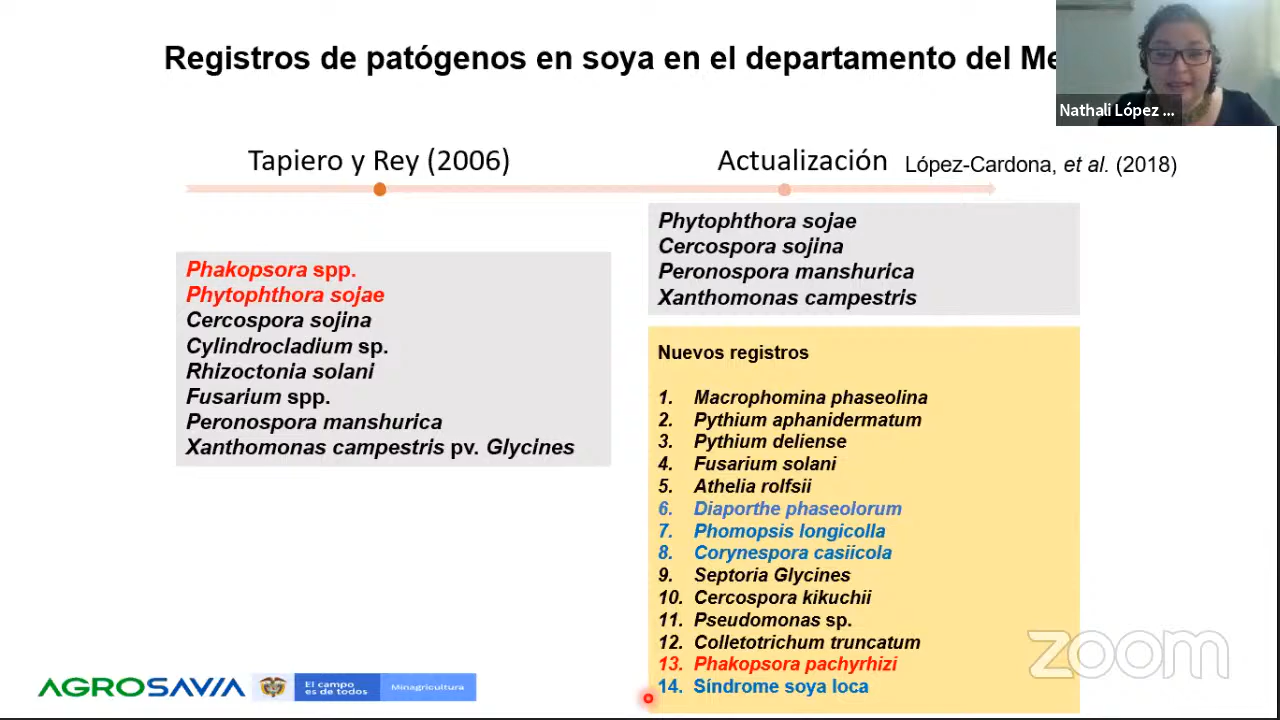 Registros de patógenos en soya en el departamento del Me
Nathali López ...
Tapiero y Rey (2006)
Actualización López-Cardona, et al. (2018)
Phakopsora spp.
Phytophthora sojae
Cercospora sojina
Cylindrocladium sp.
Rhizoctonia solani
Fusarium spp.
Peronospora manshurica
Xanthomonas campestris pv. Glycines
Phytophthora sojae
Cercospora sojina
Peronospora manshurica
Xanthomonas campestris
Nuevos registros
1. Macrophomina phaseolina
2. Pythium aphanidermatum
3. Pythium deliense
4. Fusarium solani
5. Athelia rolfsii
6. Diaporthe phaseolorum
7. Phomopsis longicolla
8. Corynespora casiicola
9. Septoria Glycines
10. Cercospora kikuchii
11. Pseudomonas sp.
12. Colletotrichum truncatum
13. Phakopsora pachyrhizi
14. Síndrome soya loca
AGROSAVIA
El campo
es de todos
Minagricultura
zoom